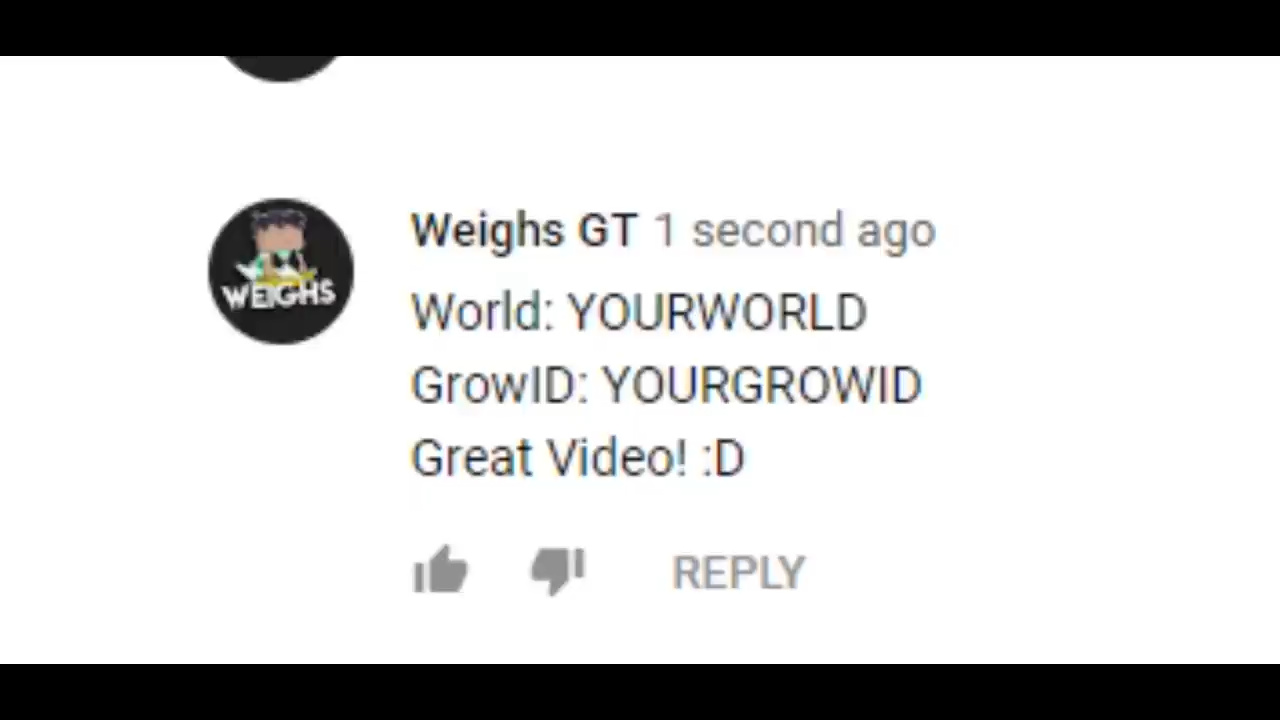 WEIGHS
Weighs GT 1 second ago
World: YOURWORLD
GrowID: YOURGROWID
Great Video! :D
REPLY